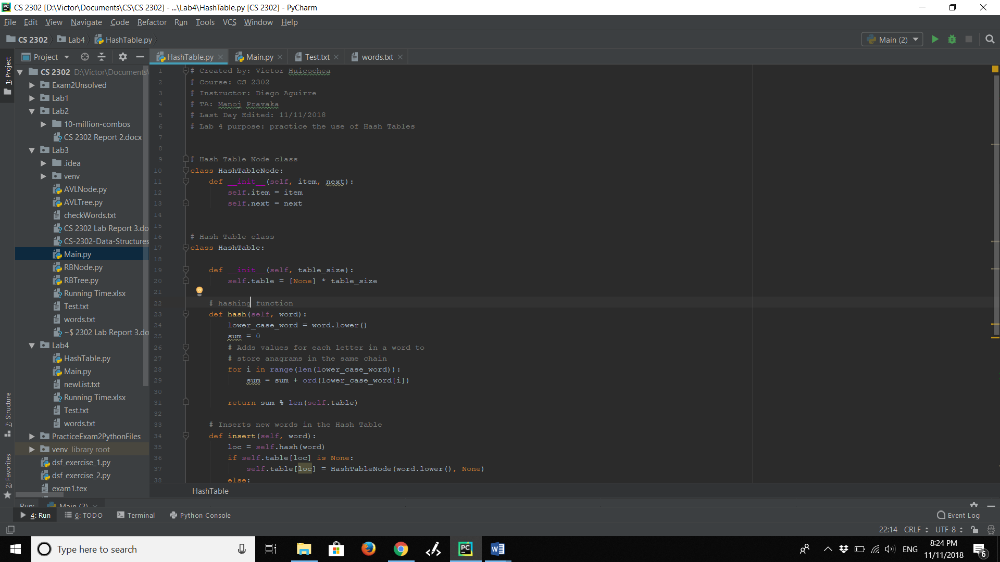 CS 2302 [D:\Victor\Documents\CS\CS 2302] - ...\Lab4\HashTable.py [CS 2302] - PyCharm
File Edit View Navigate Code Refactor Run Tools VCS Window Help
CS 2302 Lab4 HashTable.py
Main (2)
1: Project
7: Structure
2: Favorites
Project
CS 2302 D:\Victor\Documents\
Exam2Unsolved
Lab1
Lab2
10-million-combos
CS 2302 Report 2.docx
Lab3
.idea
venv
AVLNode.py
AVLTree.py
checkWords.txt
CS 2302 Lab Report 3.do
CS-2302-Data-Structures
Main.py
RBNode.py
RBTree.py
Running Time.xlsx
Test.txt
words.txt
~$ 2302 Lab Report 3.do
Lab4
HashTable.py
Main.py
newList.txt
Running Time.xlsx
Test.txt
words.txt
PracticeExam2PythonFiles
venv library root
dsf_exercise_1.py
dsf_exercise_2.py
exam1.tex
HashTable.py Main.py Test.txt words.txt
1 # Created by: Victor Huicochea
2 # Course: CS 2302
3 # Instructor: Diego Aguirre
4 # TA: Manoj Pravaka
5 # Last Day Edited: 11/11/2018
6 # Lab 4 purpose: practice the use of Hash Tables
7
8
9 # Hash Table Node class
10 class HashTableNode:
11 def __init__(self, item, next):
12 self.item = item
13 self.next = next
14
15
16 # Hash Table class
17 class HashTable:
18
19 def __init__(self, table_size):
20 self.table = [None] * table_size
21
22 # hashing function
23 def hash(self, word):
24 lower_case_word = word.lower()
25 sum = 0
26 # Adds values for each letter in a word to
27 # store anagrams in the same chain
28 for i in range(len(lower_case_word)):
29 sum = sum + ord(lower_case_word[i])
30
31 return sum % len(self.table)
32
33 # Inserts new words in the Hash Table
34 def insert(self, word):
35 loc = self.hash(word)
36 if self.table[loc] is None:
37 self.table[loc] = HashTableNode(word.lower(), None)
38 else:
HashTable
Run: Main (2)
4: Run 6: TODO Terminal Python Console Event Log
22:14 CRLF UTF-8
Type here to search
ENG
8:24 PM
11/11/2018
6